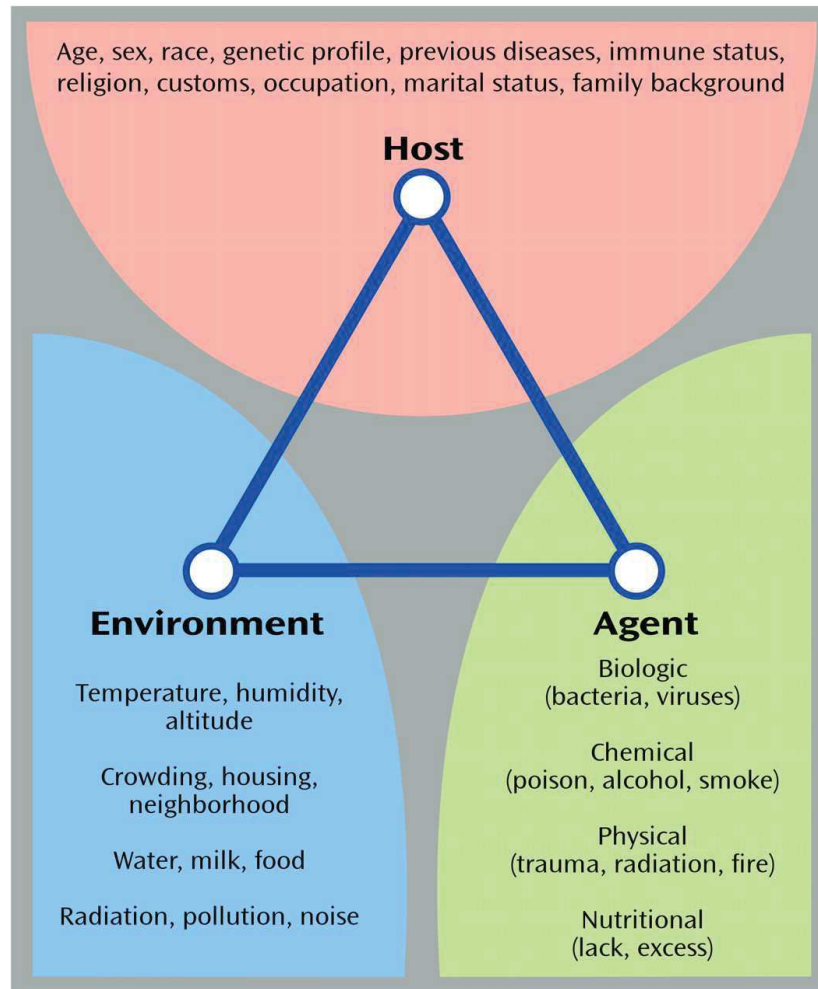 Age, sex, race, genetic profile, previous diseases, immune status,
religion, customs, occupation, marital status, family background
Host
Environment
Temperature, humidity,
altitude
Crowding, housing,
neighborhood
Water, milk, food
Radiation, pollution, noise
Agent
Biologic
(bacteria, viruses)
Chemical
(poison, alcohol, smoke)
Physical
(trauma, radiation, fire)
Nutritional
(lack, excess)